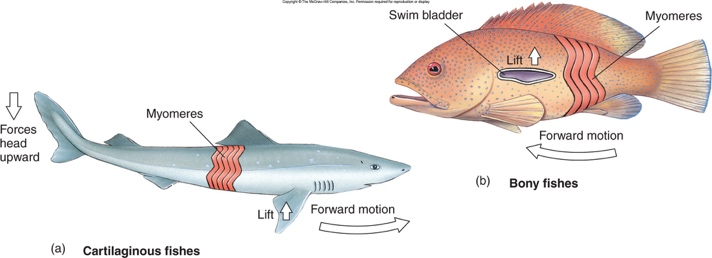 Copyright © The McGraw-Hill Companies, Inc. Permission required for reproduction or display.
Swim bladder
Myomeres
Lift
Forward motion
(b) Bony fishes
Forces
head
upward
Myomeres
Lift
Forward motion
(a) Cartilaginous fishes